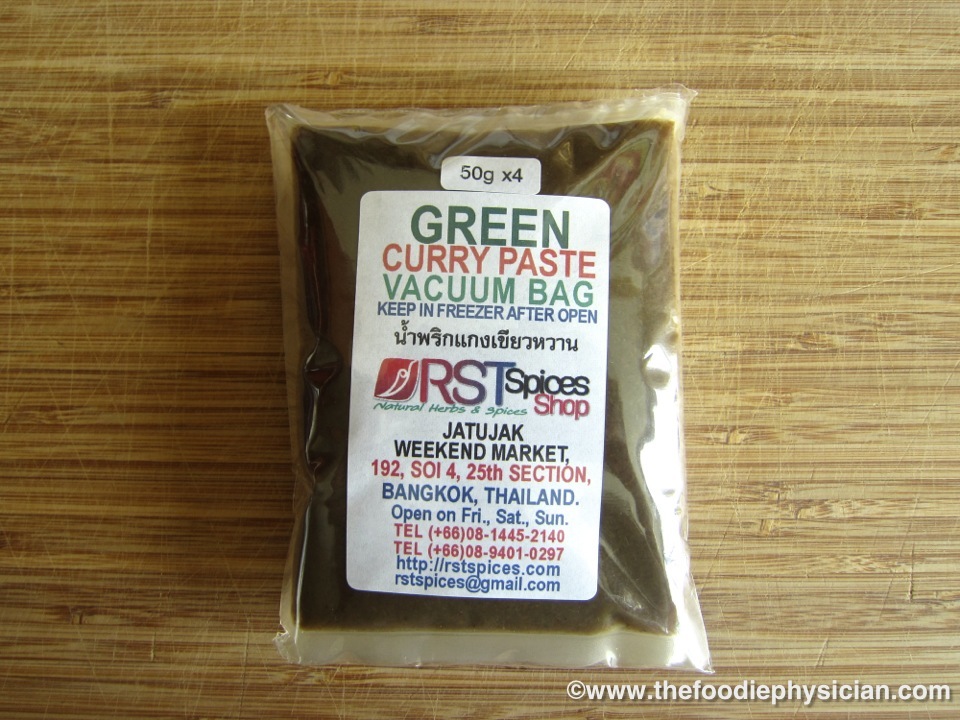 50g x4
GREEN
CURRY PASTE
VACUUM BAG
KEEP IN FREEZER AFTER OPEN
น้ำพริกแกงเขียวหวาน
RST Spices
Shop
Natural Herbs & Spices
JATUJAK
WEEKEND MARKET,
192, SOI 4, 25th SECTION,
BANGKOK, THAILAND.
Open on Fri., Sat., Sun.
TEL (+66)08-1445-2140
TEL (+66)08-9401-0297
http://rstspices.com
rstspices@gmail.com
©www.thefoodiephysician.com